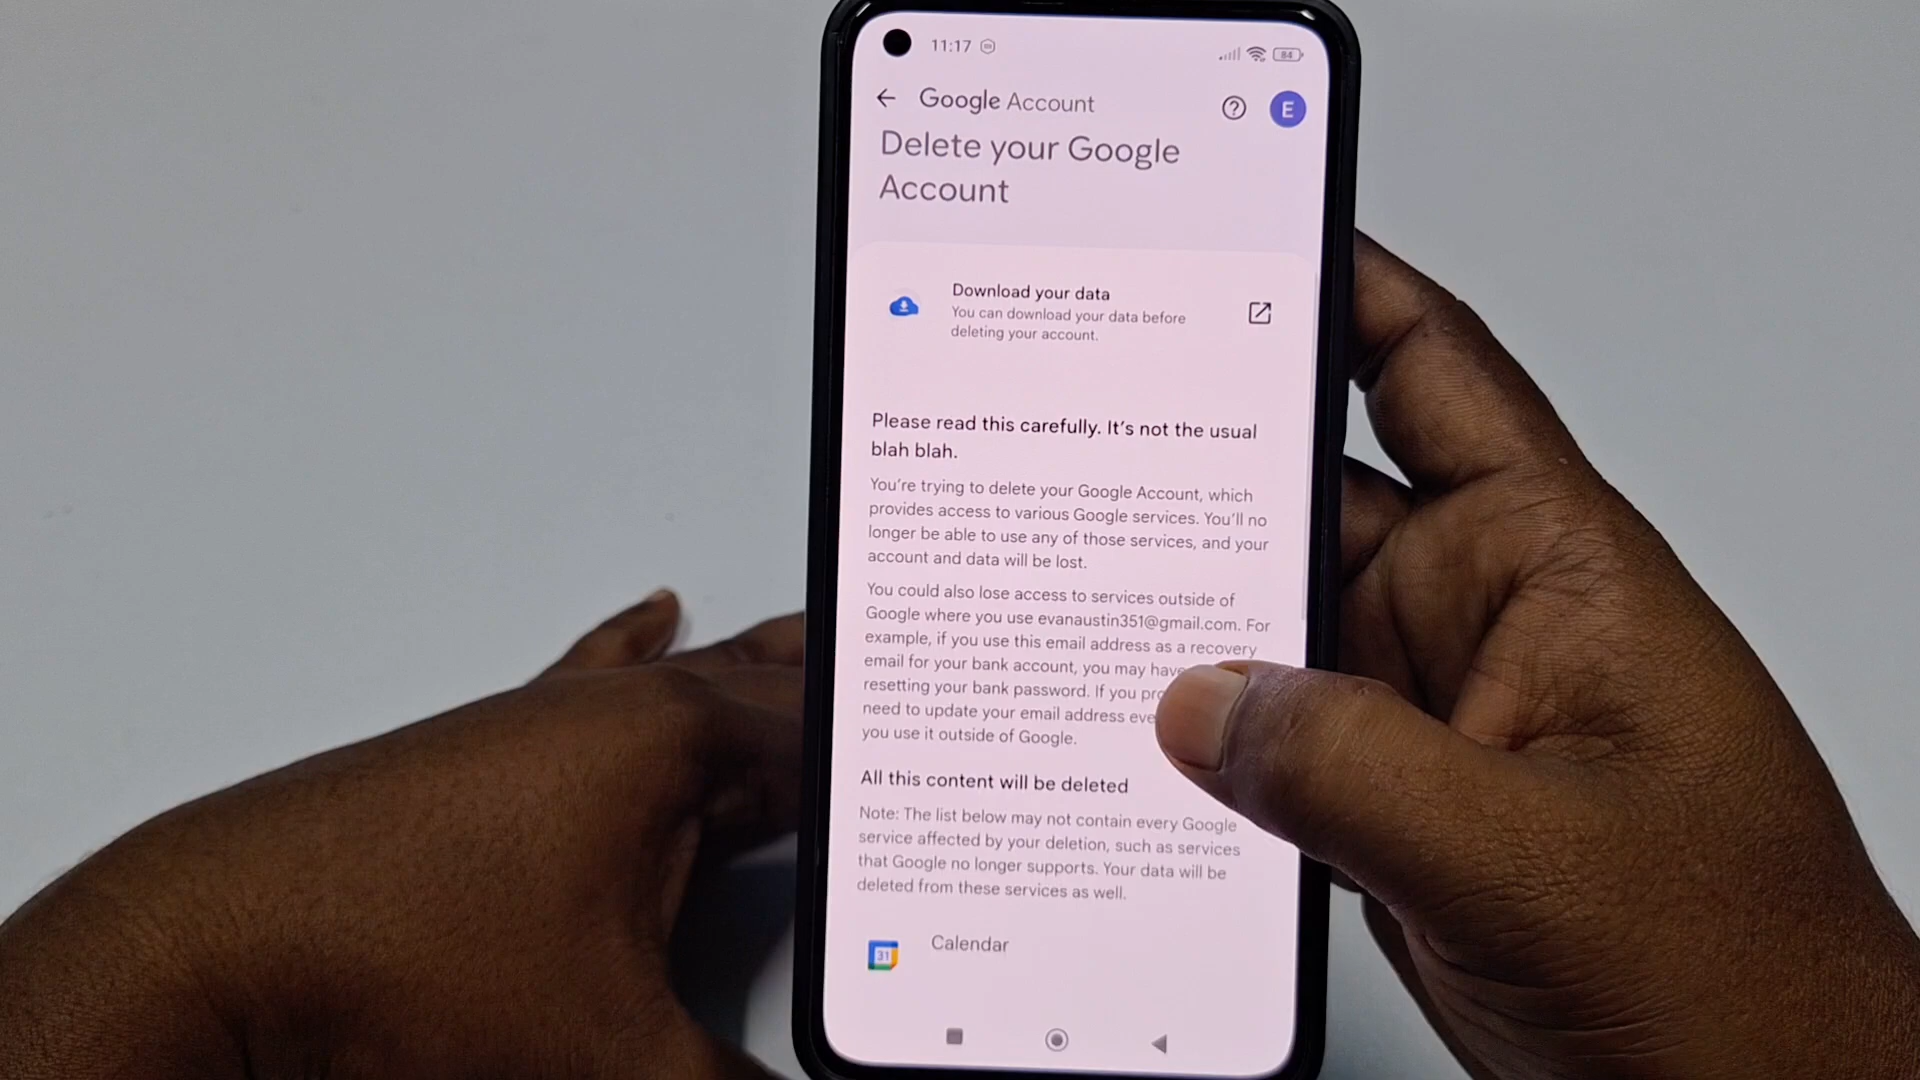 11:17
84
Google Account
E
Delete your Google
Account
Download your data
You can download your data before
deleting your account.
Please read this carefully. It's not the usual
blah blah.
You're trying to delete your Google Account, which
provides access to various Google services. You'll no
longer be able to use any of those services, and your
account and data will be lost.
You could also lose access to services outside of
Google where you use evanaustin351@gmail.com. For
example, if you use this email address as a recovery
email for your bank account, you may have
resetting your bank password. If you
need to update your email address
you use it outside of Google.
All this content will be deleted
Note: The list below may not contain every Google
service affected by your deletion, such as services
that Google no longer supports. Your data will be
deleted from these services as well.
31
Calendar